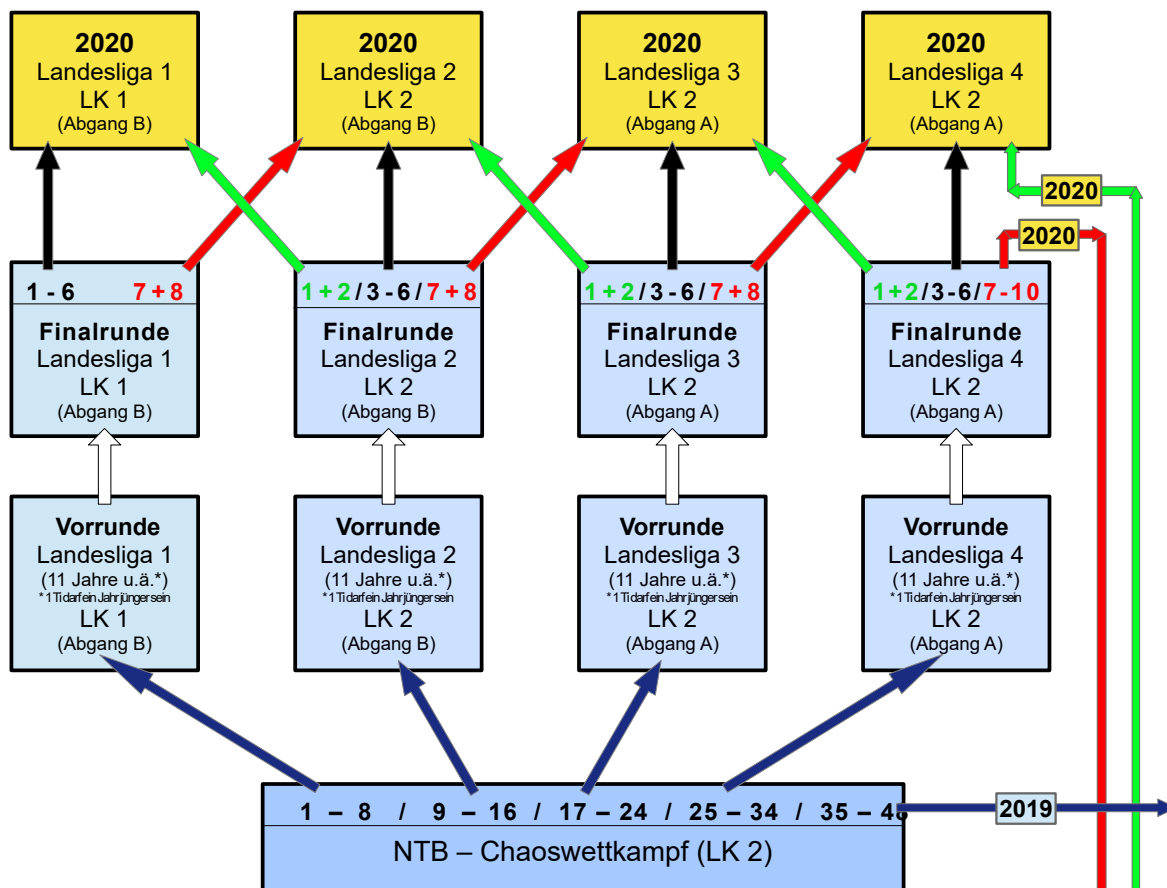 2020
Landesliga 1
LK 1
(Abgang B)
2020
Landesliga 2
LK 2
(Abgang B)
2020
Landesliga 3
LK 2
(Abgang A)
2020
Landesliga 4
LK 2
(Abgang A)
2020
2020
1 - 6 7 + 8
Finalrunde
Landesliga 1
LK 1
(Abgang B)
1 + 2 / 3 - 6 / 7 + 8
Finalrunde
Landesliga 2
LK 2
(Abgang B)
1 + 2 / 3 - 6 / 7 + 8
Finalrunde
Landesliga 3
LK 2
(Abgang A)
1 + 2 / 3 - 6 / 7 - 10
Finalrunde
Landesliga 4
LK 2
(Abgang A)
Vorrunde
Landesliga 1
(11 Jahre u.ä.*)
* 1 Ti darf ein Jahr jünger sein
LK 1
(Abgang B)
Vorrunde
Landesliga 2
(11 Jahre u.ä.*)
* 1 Ti darf ein Jahr jünger sein
LK 2
(Abgang B)
Vorrunde
Landesliga 3
(11 Jahre u.ä.*)
* 1 Ti darf ein Jahr jünger sein
LK 2
(Abgang A)
Vorrunde
Landesliga 4
(11 Jahre u.ä.*)
* 1 Ti darf ein Jahr jünger sein
LK 2
(Abgang A)
1 – 8 / 9 – 16 / 17 – 24 / 25 – 34 / 35 – 48
2019
NTB – Chaoswettkampf (LK 2)